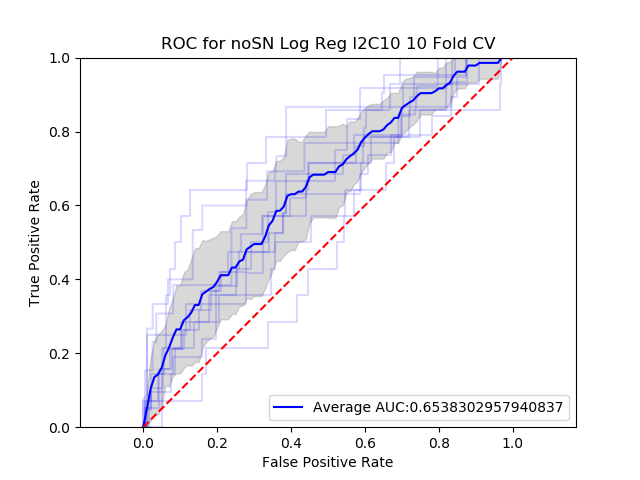 ROC for noSN Log Reg I2C10 10 Fold CV
True Positive Rate
1.0
0.8
0.6
0.4
0.2
0.0
Average AUC:0.6538302957940837
0.0 0.2 0.4 0.6 0.8 1.0
False Positive Rate